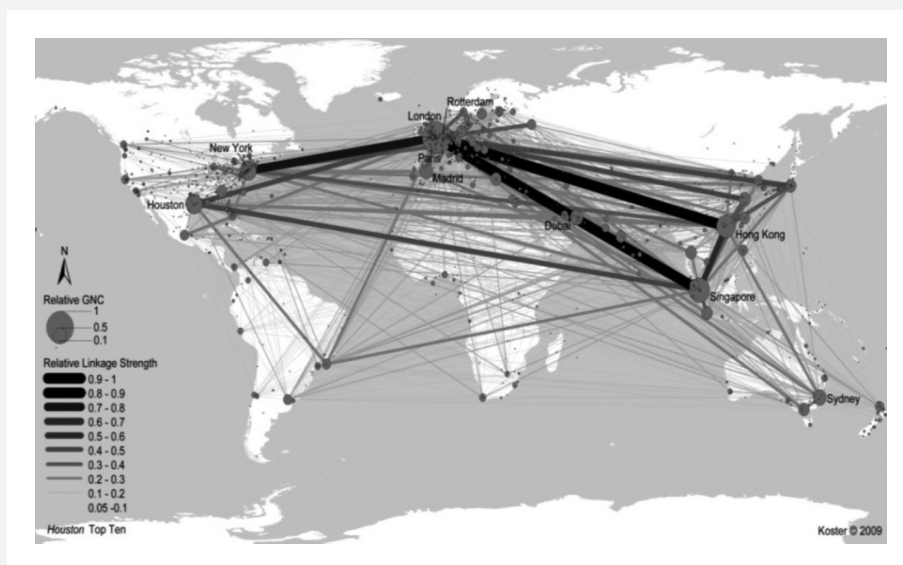 Rotterdam
London
New York
Paris
Madrid
Houston
Dubai
Hong Kong
Singapore
Sydney
N
Relative GNC
1
0.5
0.1
Relative Linkage Strength
0.9 - 1
0.8 - 0.9
0.7 - 0.8
0.6 - 0.7
0.5 - 0.6
0.4 - 0.5
0.3 - 0.4
0.2 - 0.3
0.1 - 0.2
0.05 -0.1
Houston Top Ten
Koster © 2009